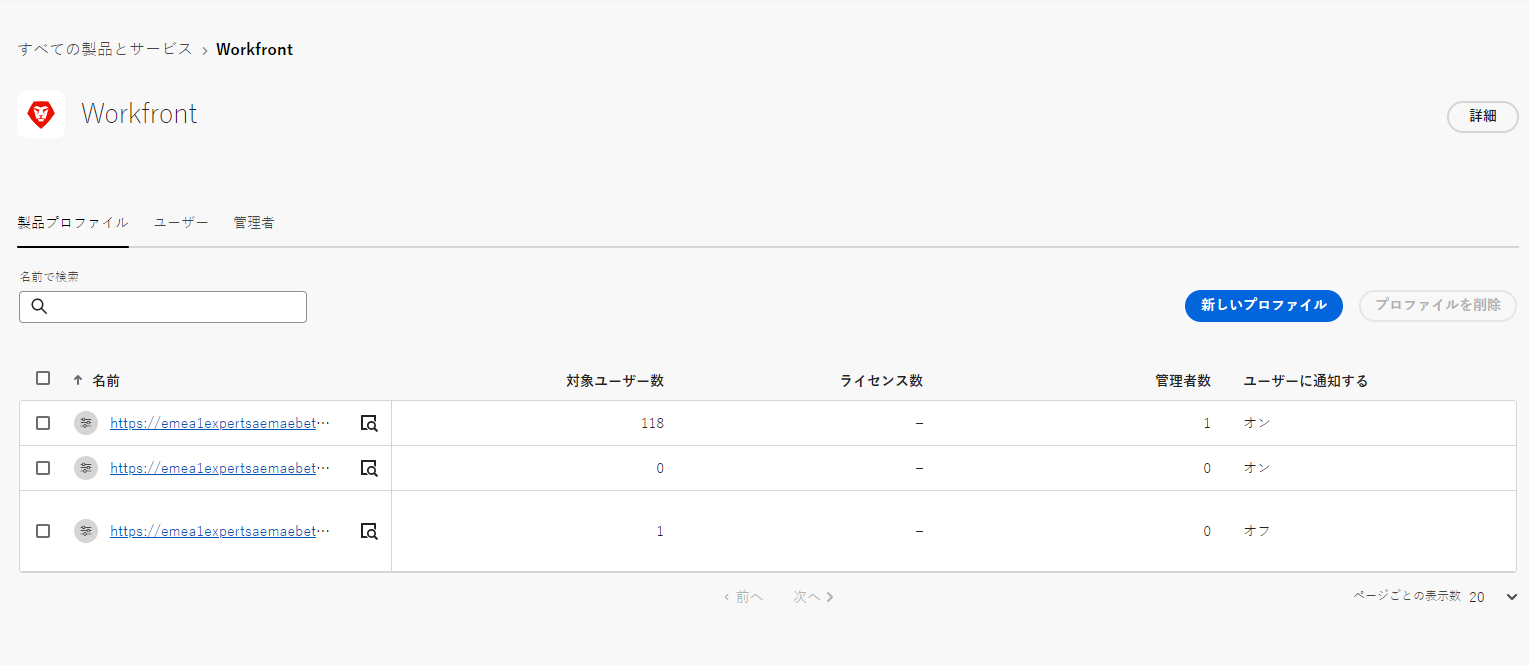 すべての製品とサービス › Workfront
Workfront
詳細
製品プロファイル ユーザー 管理者
名前で検索
新しいプロファイル プロファイルを削除
↑ 名前 対象ユーザー数 ライセンス数 管理者数 ユーザーに通知する
https://emea1expertsaemaebet… 118 – 1 オン
https://emea1expertsaemaebet… 0 – 0 オン
https://emea1expertsaemaebet… 1 – 0 オフ
‹ 前へ 次へ › ページごとの表示数 20